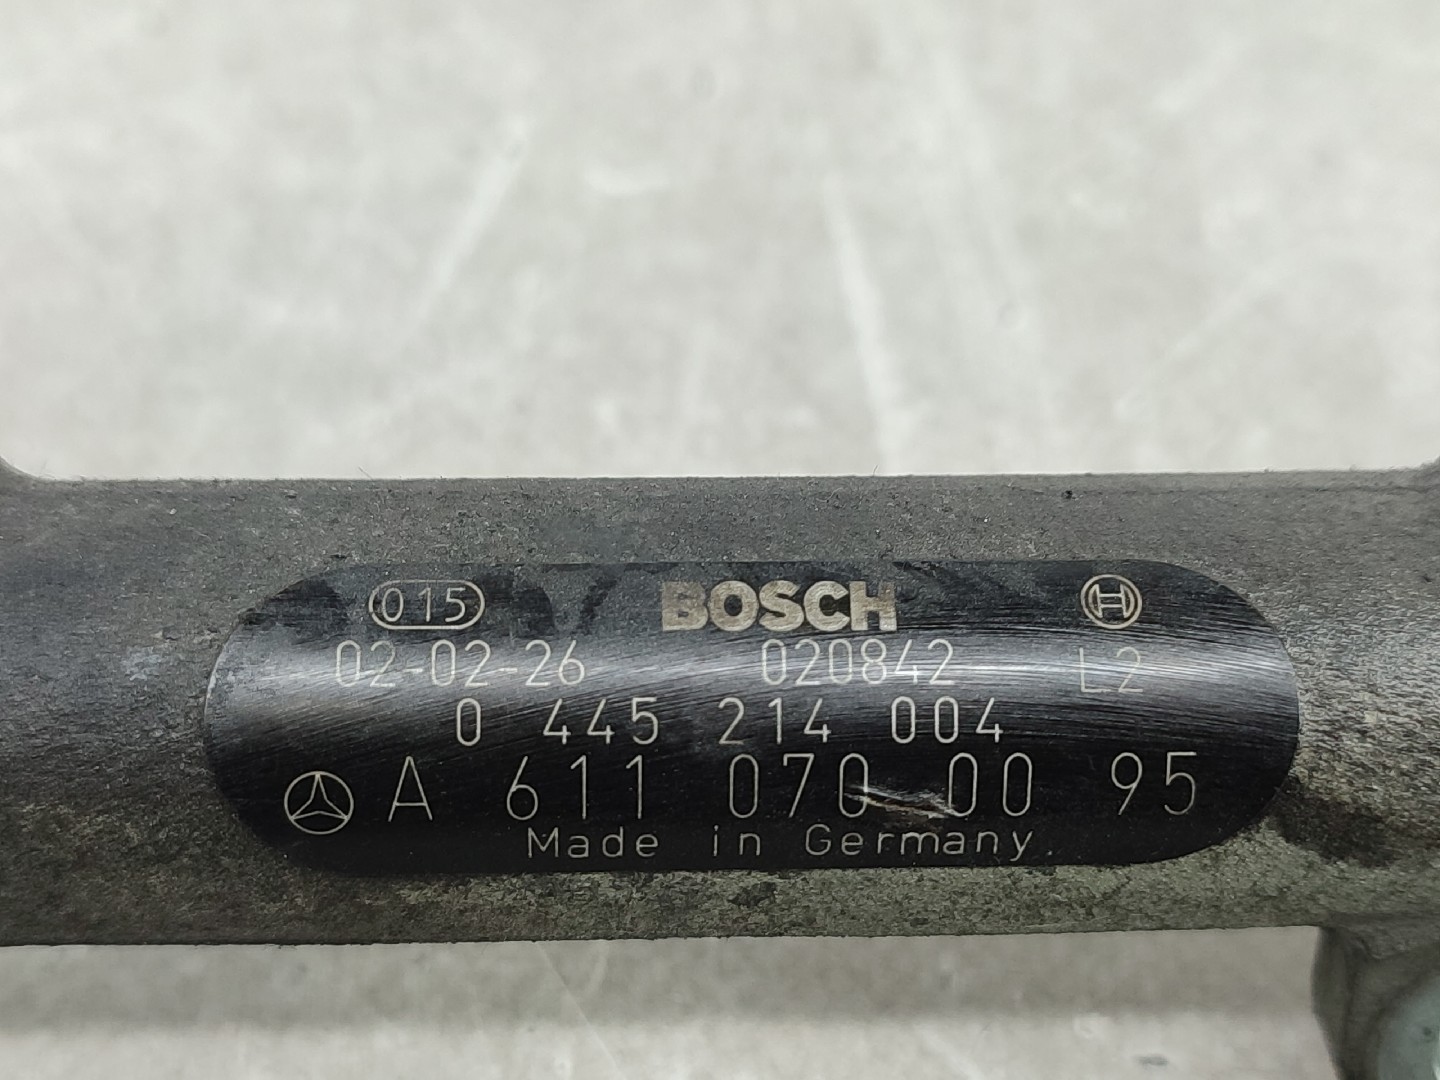 015 BOSCH
02-02-26 020842 L2
0 445 214 004
A 611 070 00 95
Made in Germany